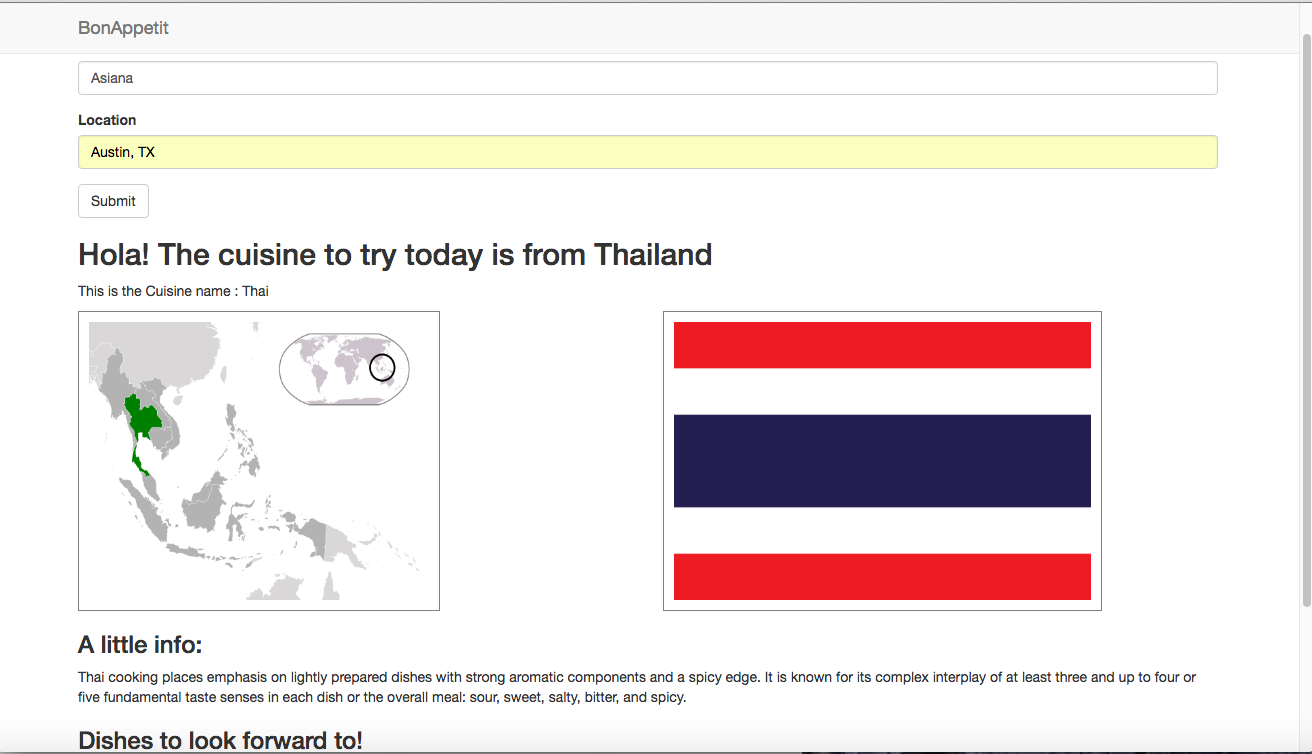 BonAppetit
Asiana
Location
Austin, TX
Submit
Hola! The cuisine to try today is from Thailand
This is the Cuisine name : Thai
A little info:
Thai cooking places emphasis on lightly prepared dishes with strong aromatic components and a spicy edge. It is known for its complex interplay of at least three and up to four or
five fundamental taste senses in each dish or the overall meal: sour, sweet, salty, bitter, and spicy.
Dishes to look forward to!